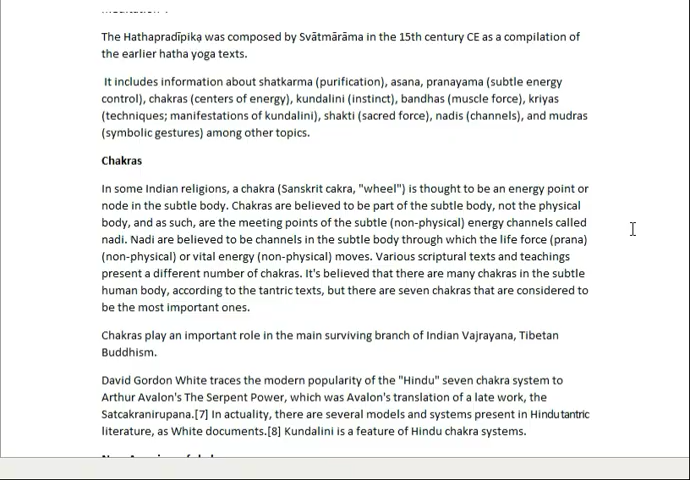 The Hathapradīpika was composed by Svātmārāma in the 15th century CE as a compilation of
the earlier hatha yoga texts.
It includes information about shatkarma (purification), asana, pranayama (subtle energy
control), chakras (centers of energy), kundalini (instinct), bandhas (muscle force), kriyas
(techniques; manifestations of kundalini), shakti (sacred force), nadis (channels), and mudras
(symbolic gestures) among other topics.
Chakras
In some Indian religions, a chakra (Sanskrit cakra, "wheel") is thought to be an energy point or
node in the subtle body. Chakras are believed to be part of the subtle body, not the physical
body, and as such, are the meeting points of the subtle (non-physical) energy channels called
nadi. Nadi are believed to be channels in the subtle body through which the life force (prana)
(non-physical) or vital energy (non-physical) moves. Various scriptural texts and teachings
present a different number of chakras. It's believed that there are many chakras in the subtle
human body, according to the tantric texts, but there are seven chakras that are considered to
be the most important ones.
Chakras play an important role in the main surviving branch of Indian Vajrayana, Tibetan
Buddhism.
David Gordon White traces the modern popularity of the "Hindu" seven chakra system to
Arthur Avalon's The Serpent Power, which was Avalon's translation of a late work, the
Satcakranirupana.[7] In actuality, there are several models and systems present in Hindu tantric
literature, as White documents.[8] Kundalini is a feature of Hindu chakra systems.